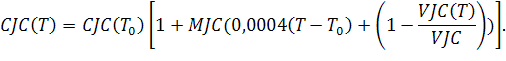 CJC(T) = CJC(T₀) [1 + MJC(0,0004(T − T₀) + (1 − VJC(T)/VJC))].